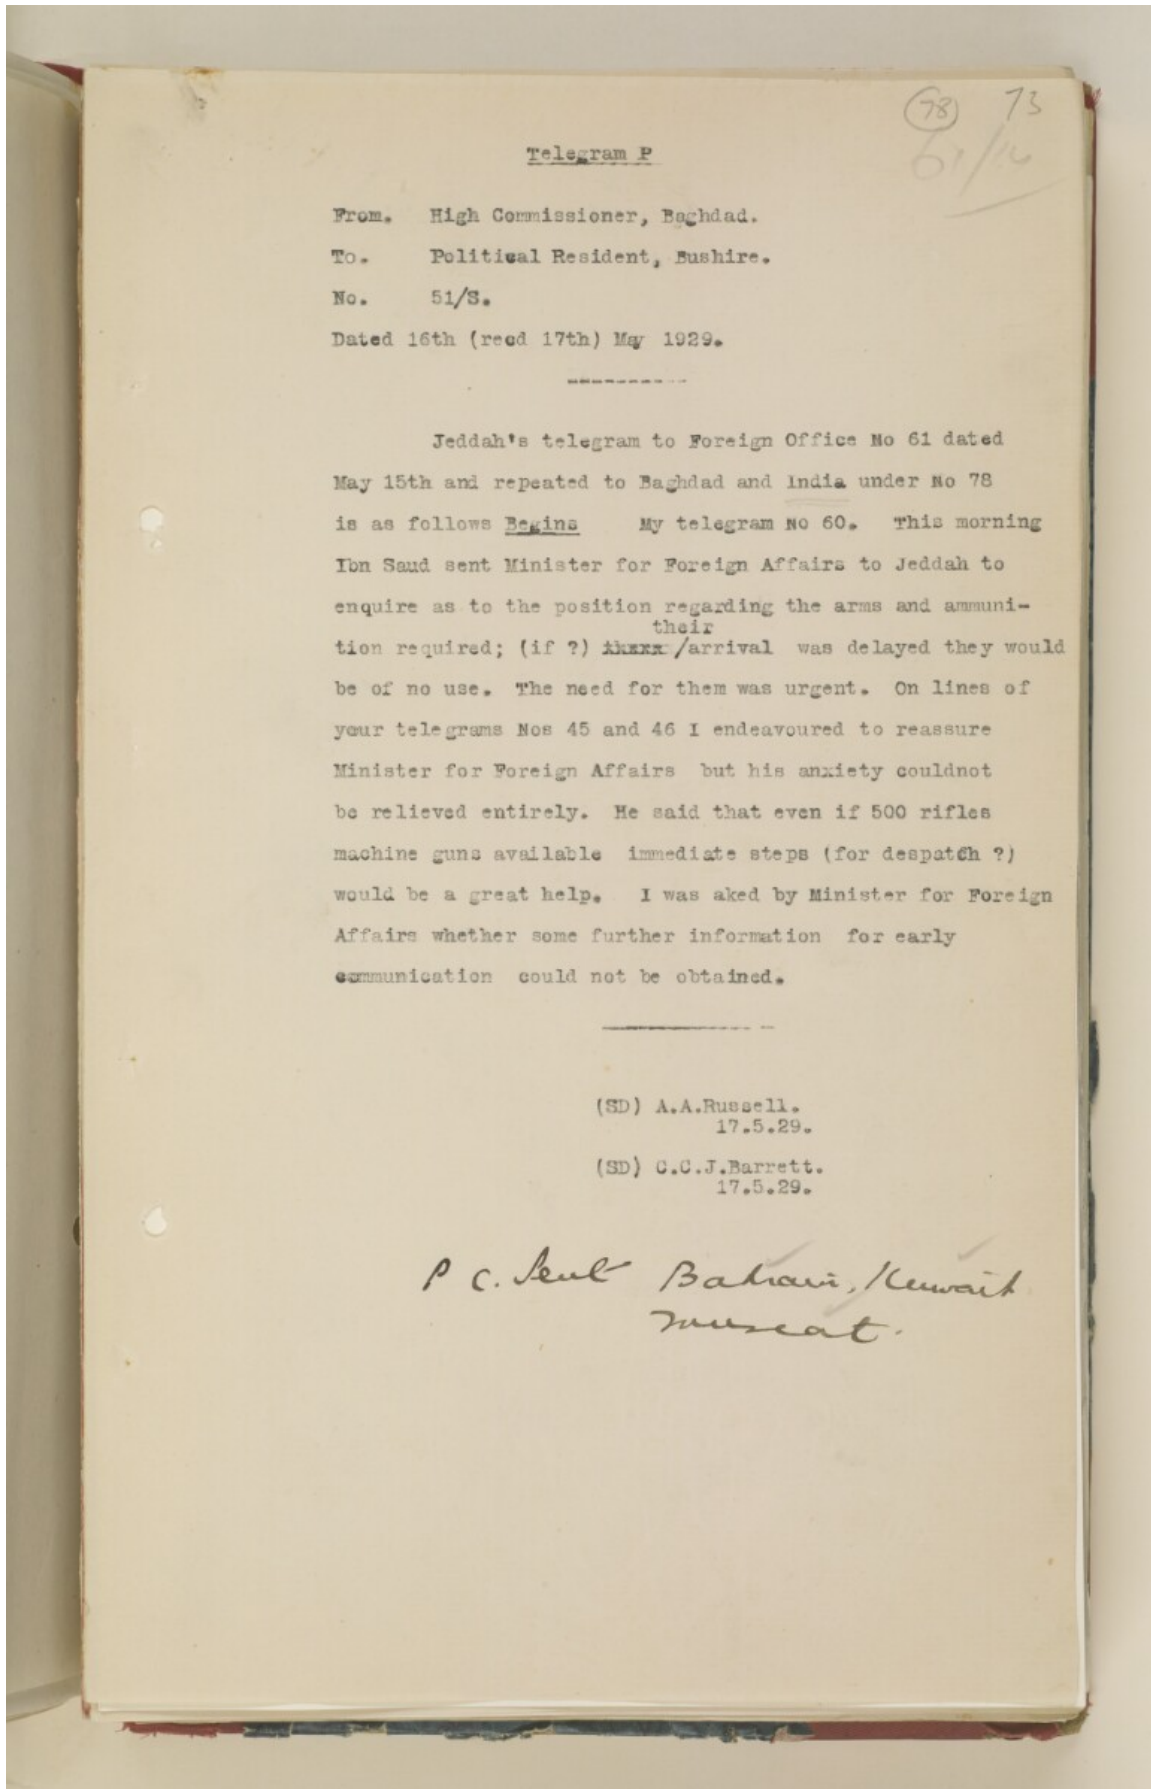 78 73
61/16
Telegram P
From. High Commissioner, Baghdad.
To. Political Resident, Bushire.
No. 51/S.
Dated 16th (recd 17th) May 1929.
Jeddah's telegram to Foreign Office No 61 dated
May 15th and repeated to Baghdad and India under No 78
is as follows Begins My telegram No 60. This morning
Ibn Saud sent Minister for Foreign Affairs to Jeddah to
enquire as to the position regarding the arms and ammuni-
their
tion required; (if ?) /arrival was delayed they would
be of no use. The need for them was urgent. On lines of
your telegrams Nos 45 and 46 I endeavoured to reassure
Minister for Foreign Affairs but his anxiety couldnot
be relieved entirely. He said that even if 500 rifles
machine guns available immediate steps (for despatch ?)
would be a great help. I was aked by Minister for Foreign
Affairs whether some further information for early
communication could not be obtained.
(SD) A.A.Russell.
17.5.29.
(SD) C.C.J.Barrett.
17.5.29.
P C. Sent Bahrain, Kuwait
Muscat.